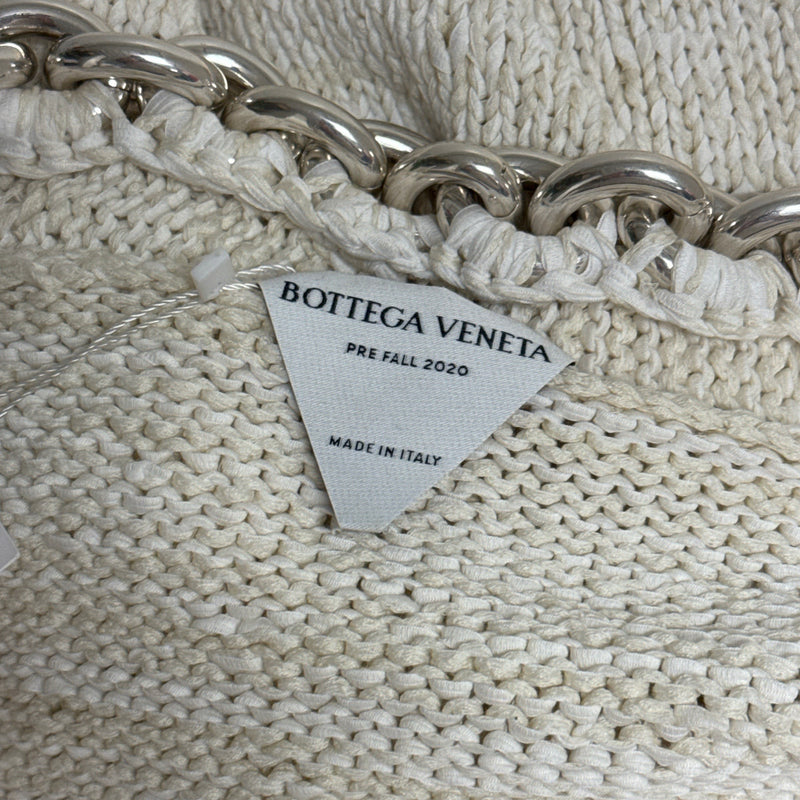 BOTTEGA VENETA
PRE FALL 2020
MADE IN ITALY